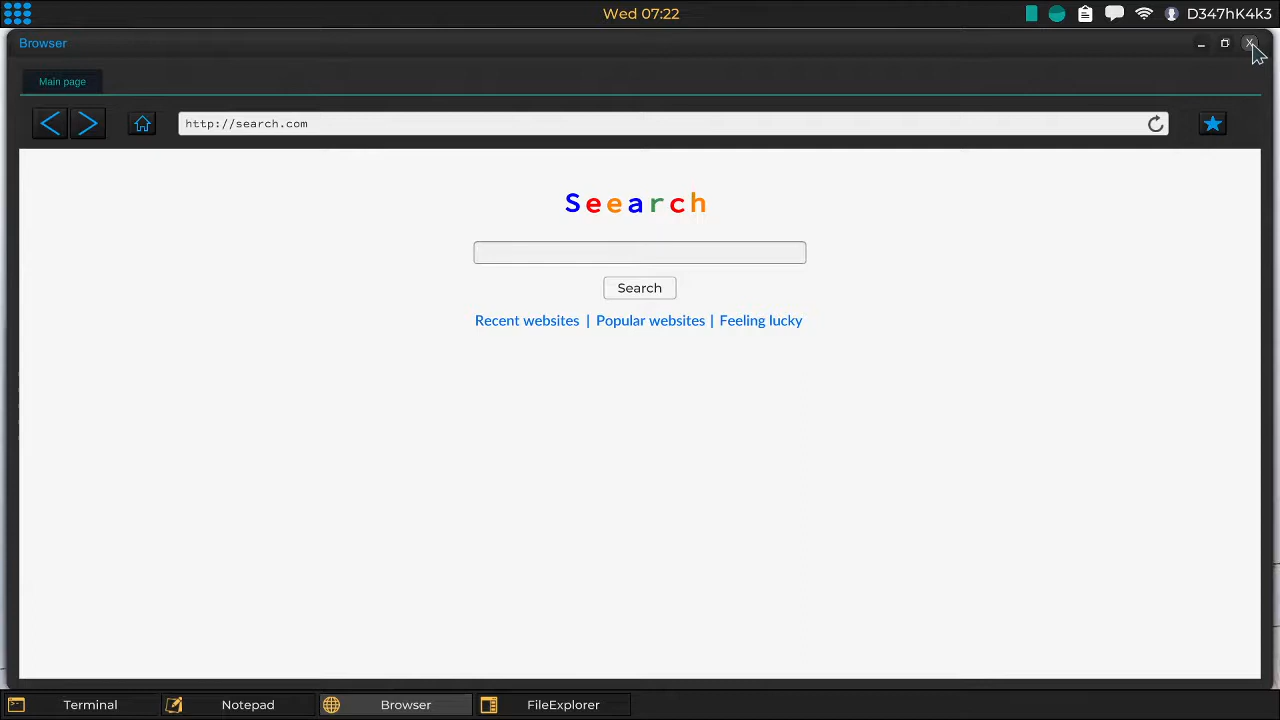 Wed 07:22
D347hK4k3
Browser
Main page
http://search.com
Seearch
Search
Recent websites | Popular websites | Feeling lucky
Terminal
Notepad
Browser
FileExplorer